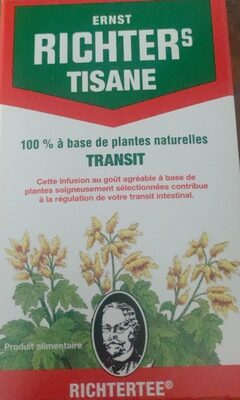 ERNST
RICHTERS
TISANE
100 % à base de plantes naturelles
TRANSIT
Cette infusion au goût agréable à base de
plantes soigneusement sélectionnées contribue
à la régulation de votre transit intestinal.
Produit alimentaire
RICHTERTEE®